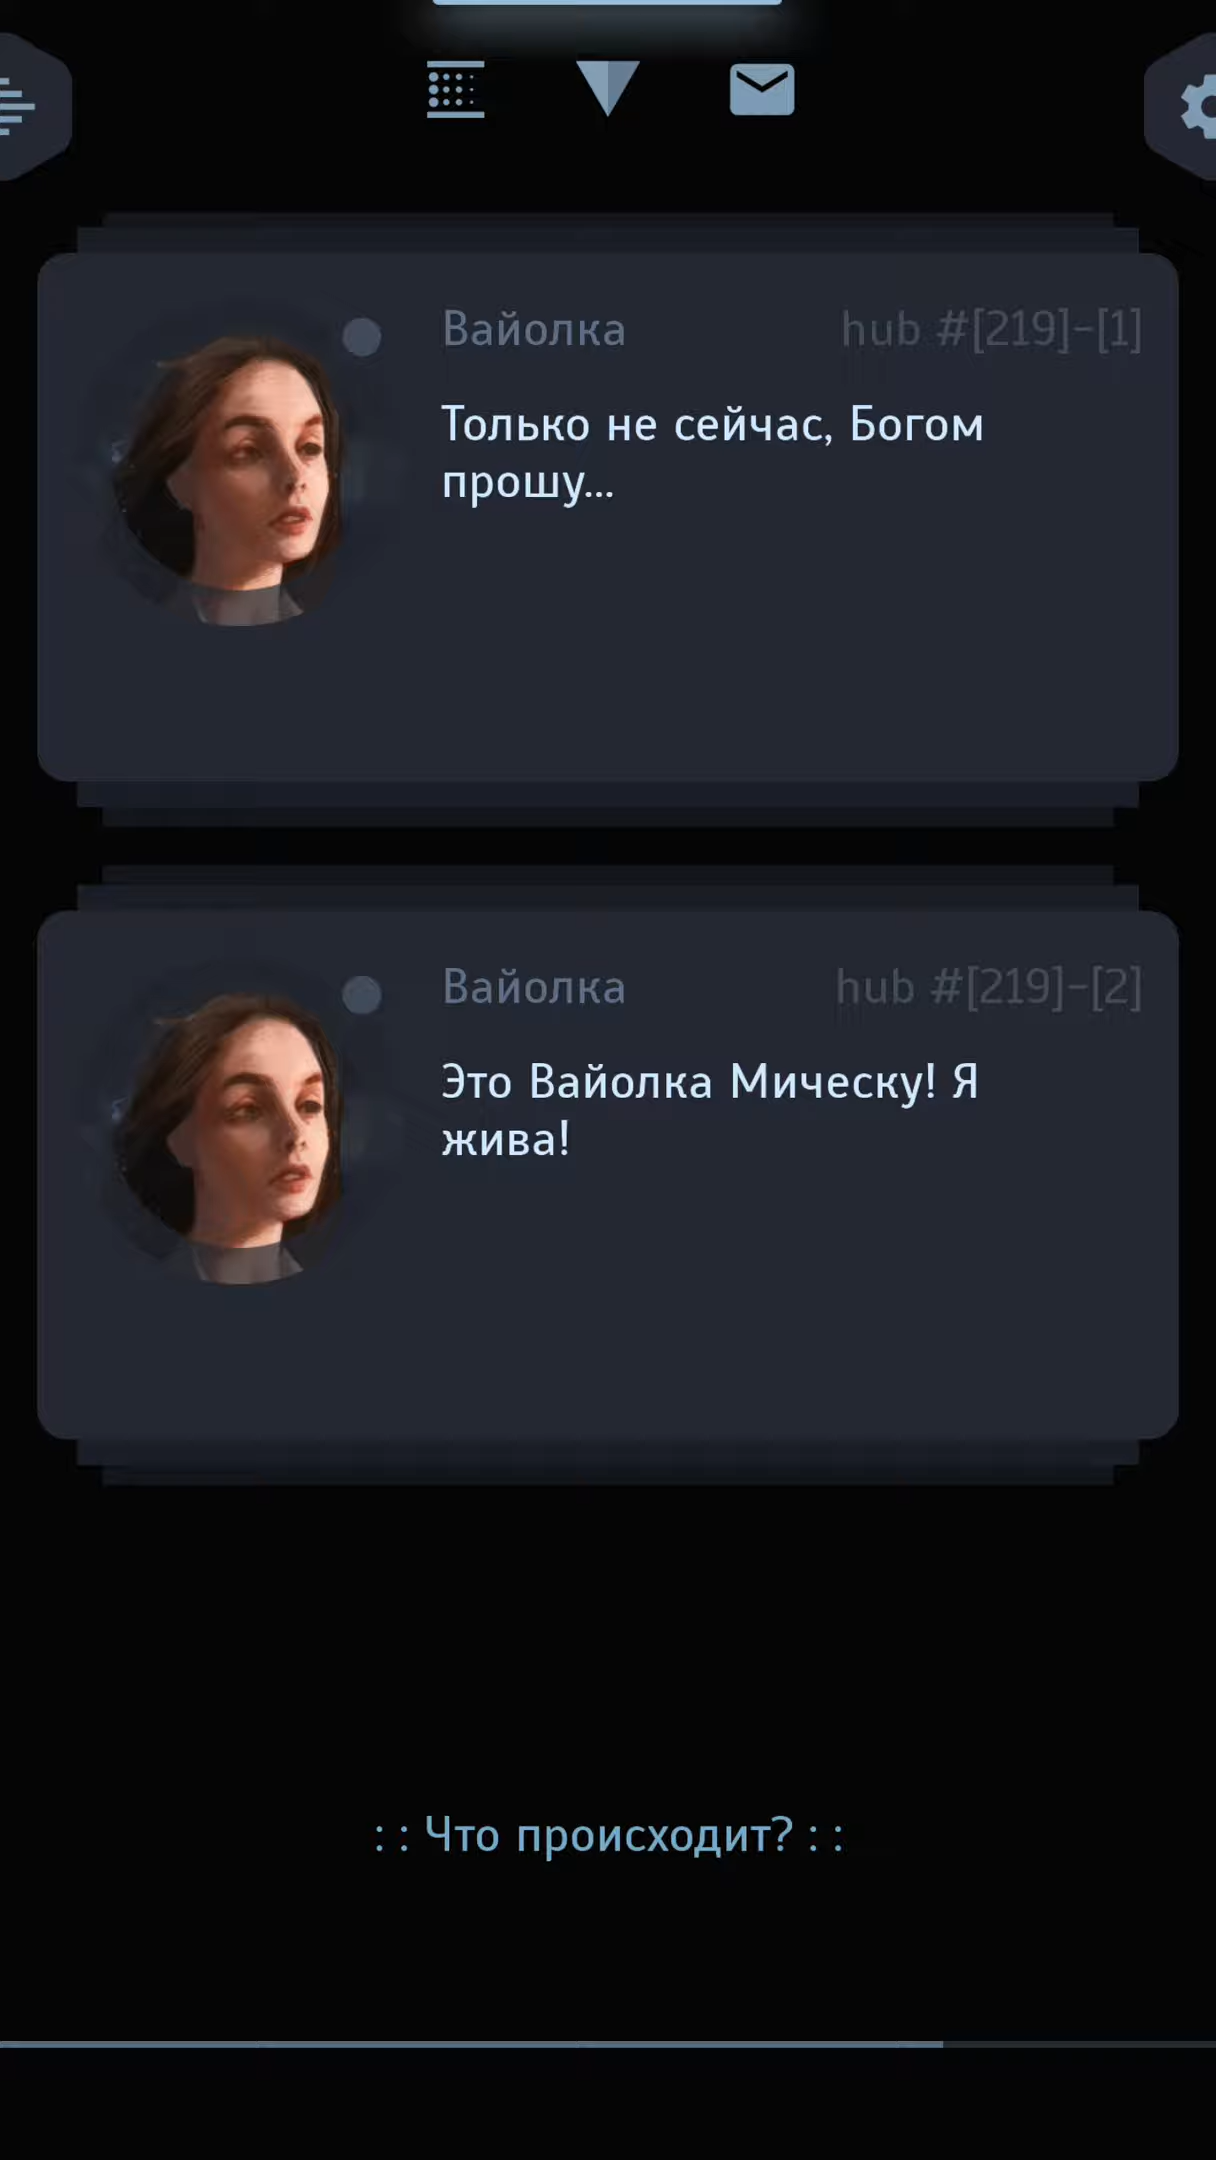 Вайолка hub #[219]-[1]
Только не сейчас, Богом
прошу...
Вайолка hub #[219]-[2]
Это Вайолка Мическу! Я
жива!
: : Что происходит? : :